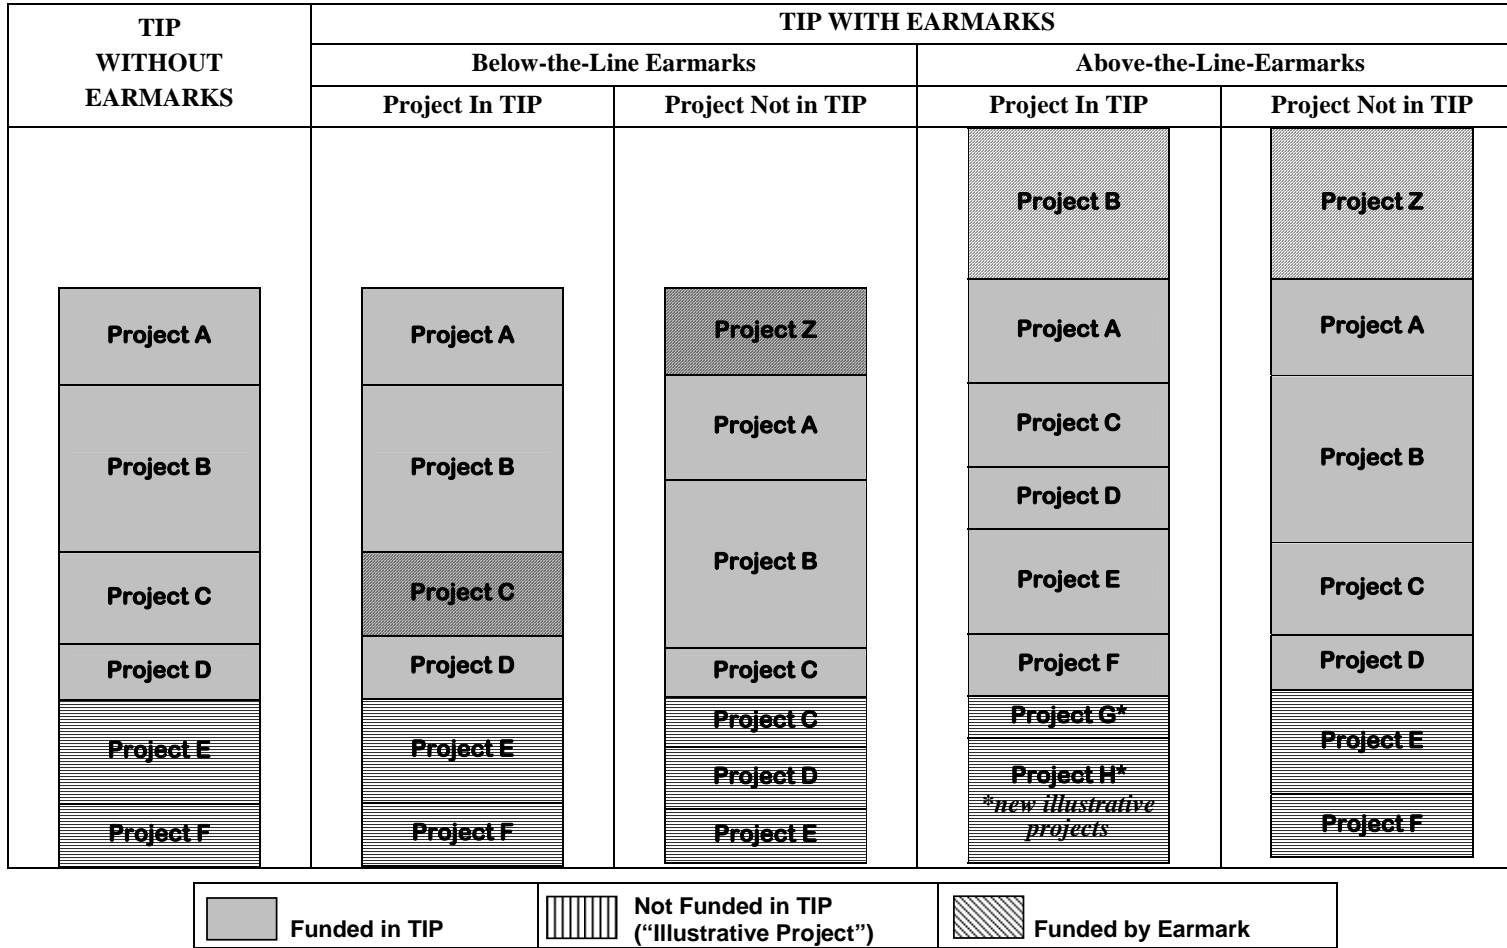 TIP
WITHOUT
EARMARKS
TIP WITH EARMARKS
Below-the-Line Earmarks
Above-the-Line-Earmarks
Project In TIP
Project Not in TIP
Project In TIP
Project Not in TIP
Project A
Project B
Project C
Project D
Project E
Project F
Project A
Project B
Project C
Project D
Project E
Project F
Project Z
Project A
Project B
Project C
Project C
Project D
Project E
Project B
Project A
Project C
Project D
Project E
Project F
Project G*
Project H*
*new illustrative
projects
Project Z
Project A
Project B
Project C
Project D
Project E
Project F
Funded in TIP
Not Funded in TIP
(“Illustrative Project”)
Funded by Earmark